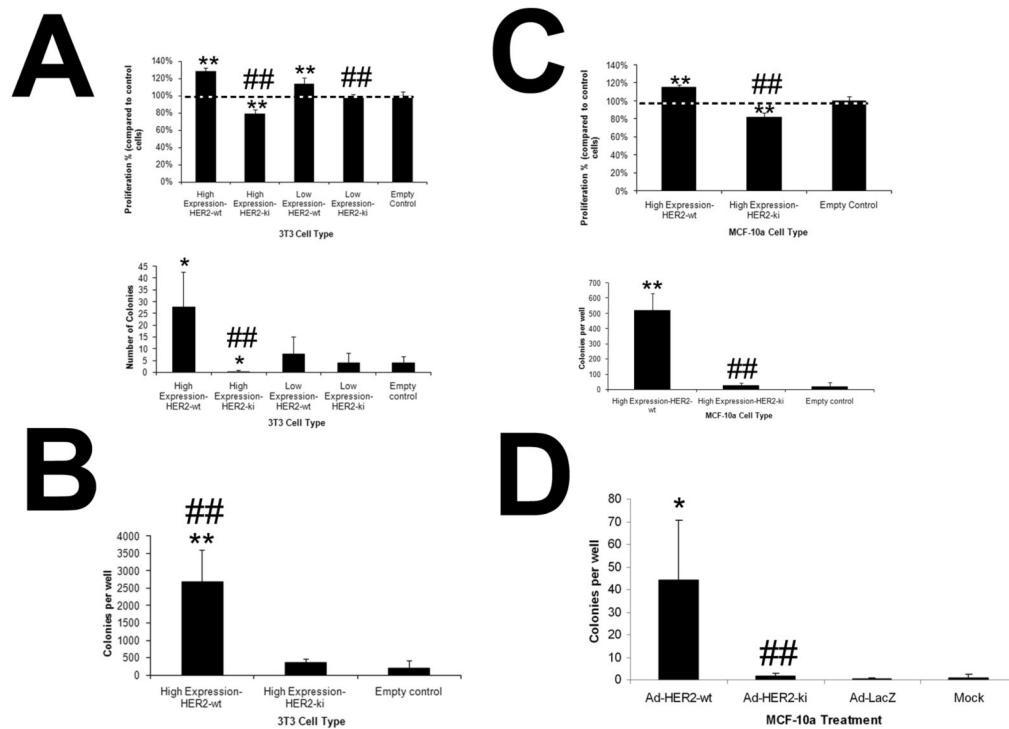 A
140%
120%
100%
80%
60%
40%
20%
0%
Proliferation % (compared to control cells)
**
##
**
**
##
High Expression-HER2-wt
High Expression-HER2-ki
Low Expression-HER2-wt
Low Expression-HER2-ki
Empty Control
3T3 Cell Type
45
40
35
30
25
20
15
10
5
0
Number of Colonies
*
##
*
High Expression-HER2-wt
High Expression-HER2-ki
Low Expression-HER2-wt
Low Expression-HER2-ki
Empty control
3T3 Cell Type
B
4000
3500
3000
2500
2000
1500
1000
500
0
Colonies per well
##
**
High Expression-HER2-wt
High Expression-HER2-ki
Empty control
3T3 Cell Type
C
140%
120%
100%
80%
60%
40%
20%
0%
Proliferation % (compared to control cells)
**
##
**
High Expression-HER2-wt
High Expression-HER2-ki
Empty Control
MCF-10a Cell Type
700
600
500
400
300
200
100
0
Colonies per well
**
##
High Expression-HER2-wt
High Expression-HER2-ki
Empty control
MCF-10a Cell Type
D
80
70
60
50
40
30
20
10
0
Colonies per well
*
##
Ad-HER2-wt
Ad-HER2-ki
Ad-LacZ
Mock
MCF-10a Treatment